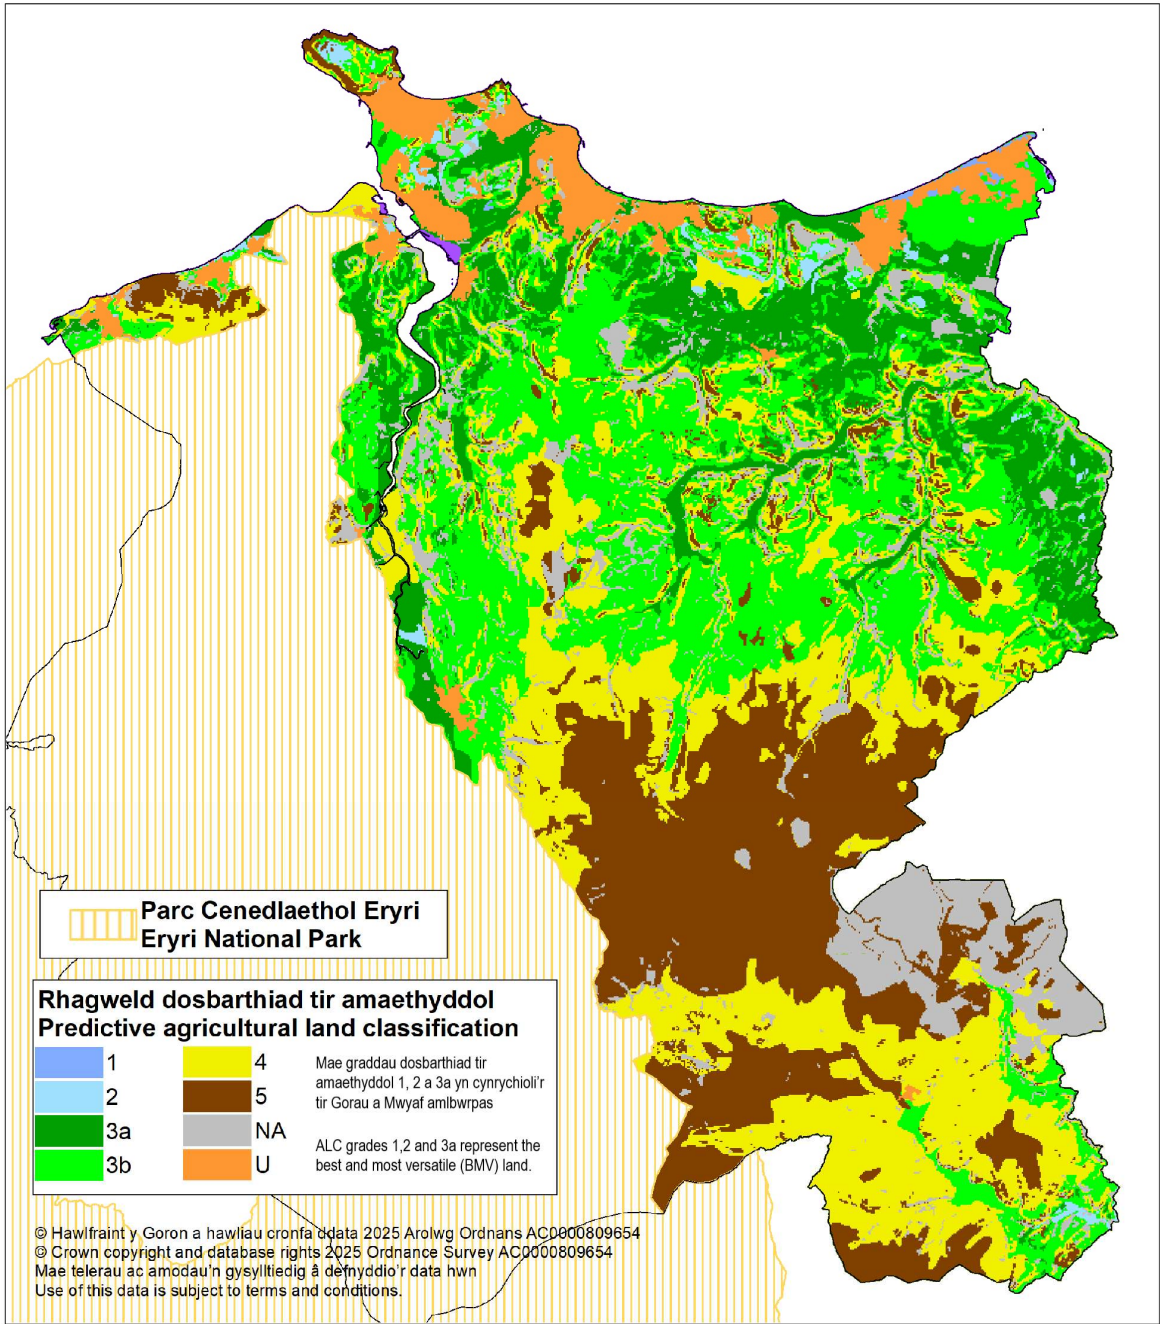 Parc Cenedlaethol Eryri
Eryri National Park
Rhagweld dosbarthiad tir amaethyddol
Predictive agricultural land classification
1
2
3a
3b
4
5
NA
U
Mae graddau dosbarthiad tir
amaethyddol 1, 2 a 3a yn cynrychioli'r
tir Gorau a Mwyaf amlbwrpas
ALC grades 1,2 and 3a represent the
best and most versatile (BMV) land.
© Hawlfraint y Goron a hawliau cronfa ddata 2025 Arolwg Ordnans AC0000809654
© Crown copyright and database rights 2025 Ordnance Survey AC0000809654
Mae telerau ac amodau'n gysylltiedig â defnyddio'r data hwn
Use of this data is subject to terms and conditions.